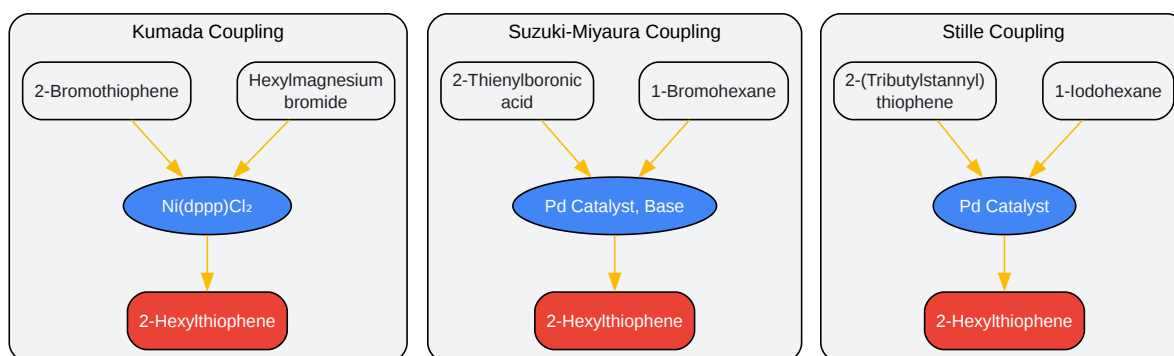 Kumada Coupling
2-Bromothiophene
Hexylmagnesium
bromide
Ni(dppp)Cl₂
2-Hexylthiophene
Suzuki-Miyaura Coupling
2-Thienylboronic
acid
1-Bromohexane
Pd Catalyst, Base
2-Hexylthiophene
Stille Coupling
2-(Tributylstannyl)
thiophene
1-Iodohexane
Pd Catalyst
2-Hexylthiophene